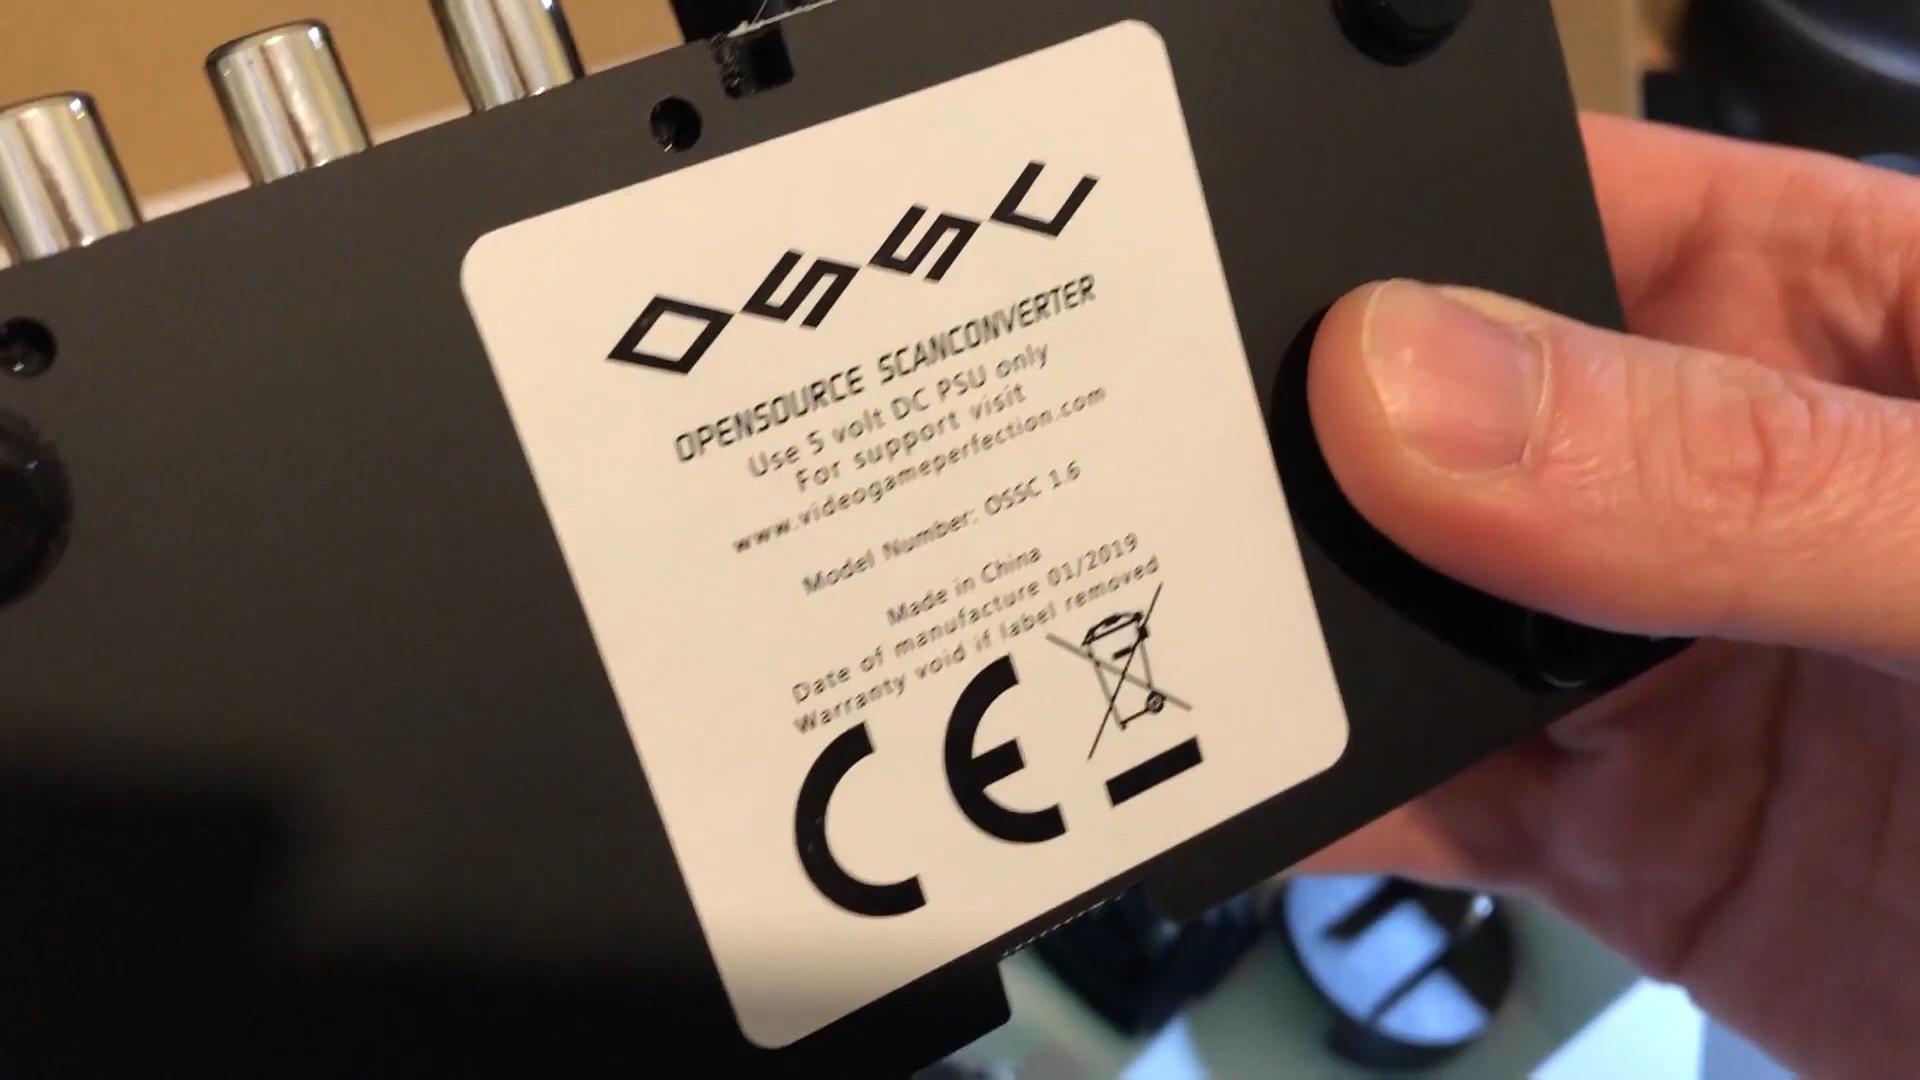 OSSC
OPENSOURCE SCANCONVERTER
Use 5 volt DC PSU only
For support visit
www.videogameperfection.com
Model Number: OSSC 1.6
Made in China
Date of manufacture 01/2019
Warranty void if label removed
CE